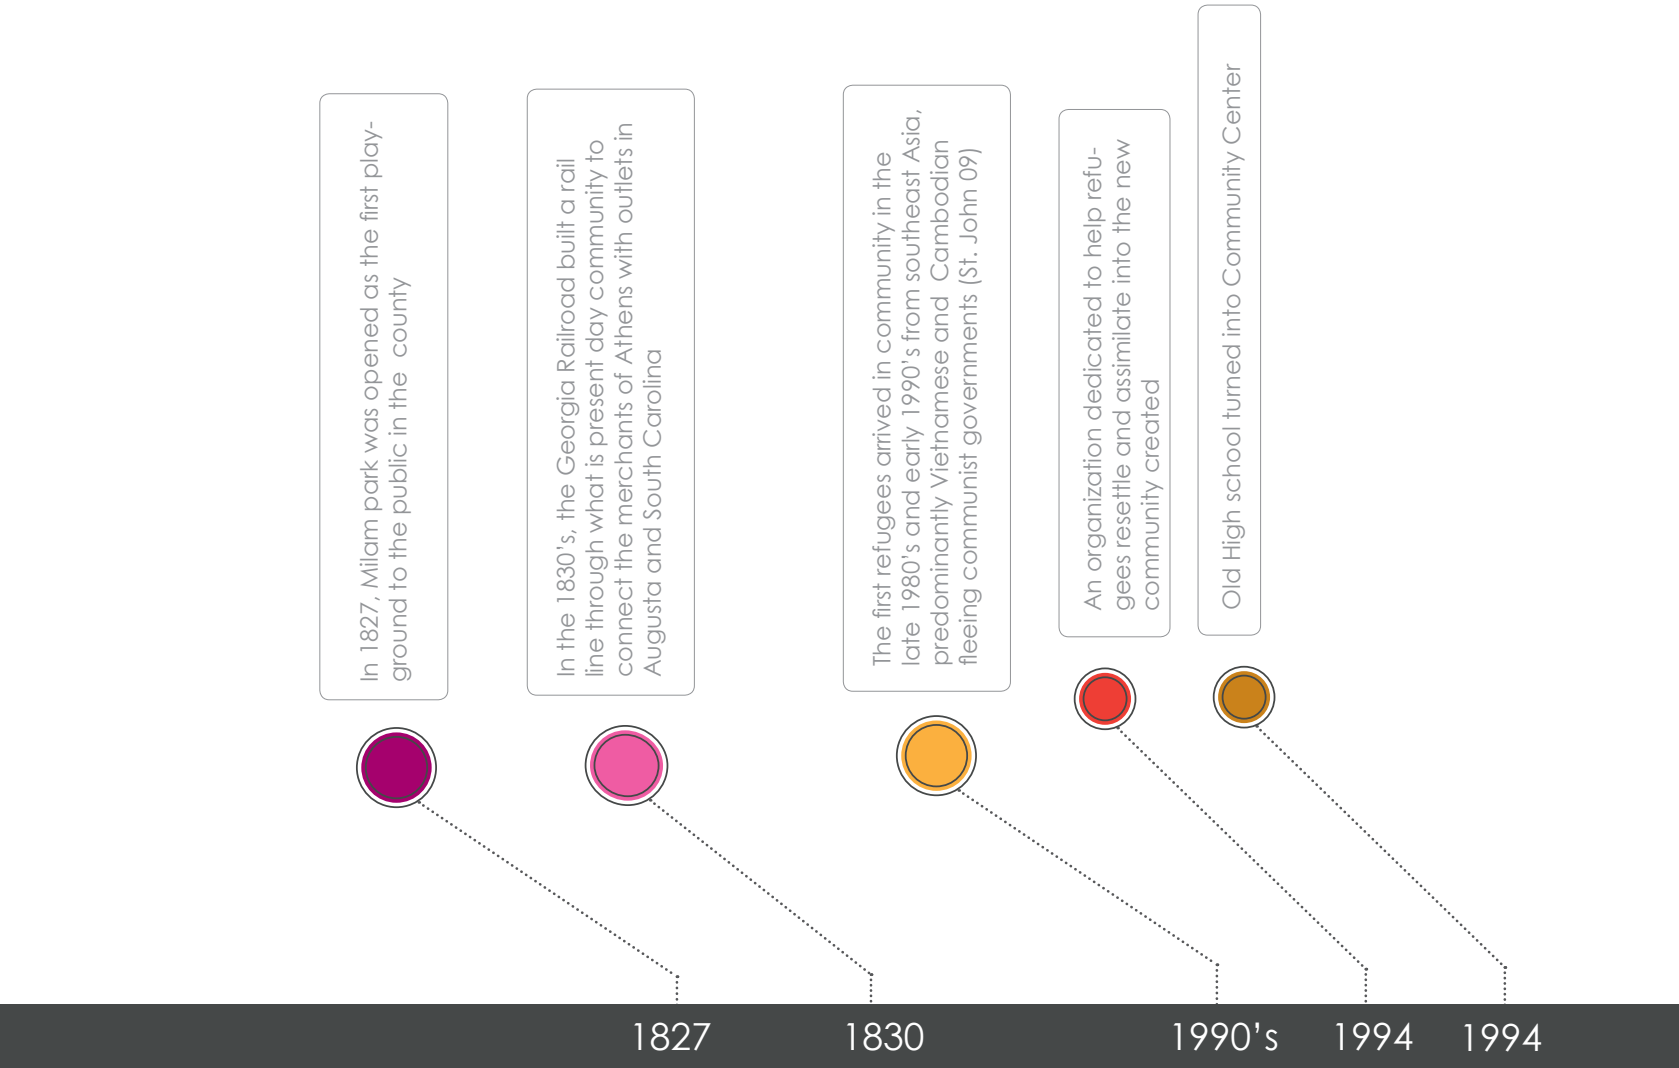 In 1827, Milam park was opened as the first play-
ground to the public in the county
In the 1830's, the Georgia Railroad built a rail
line through what is present day community to
connect the merchants of Athens with outlets in
Augusta and South Carolina
The first refugees arrived in community in the
late 1980's and early 1990's from southeast Asia,
predominantly Vietnamese and Cambodian
fleeing communist governments (St. John 09)
An organization dedicated to help refu-
gees resettle and assimilate into the new
community created
Old High school turned into Community Center
1827
1830
1990's
1994
1994